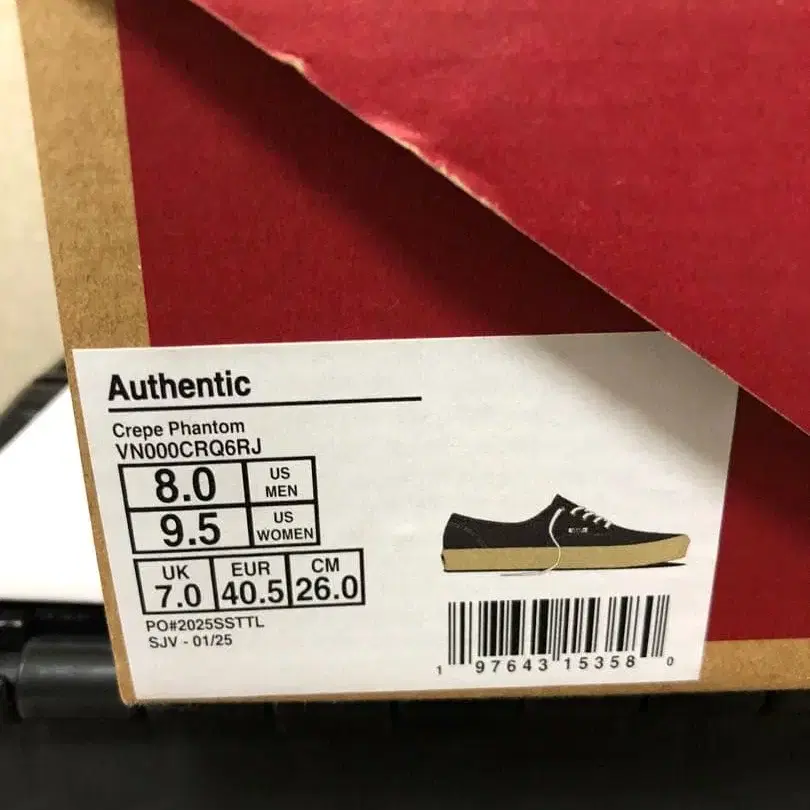 Authentic
Crepe Phantom
VN000CRQ6RJ
8.0 US MEN
9.5 US WOMEN
UK EUR CM
7.0 40.5 26.0
PO#2025SSTTL
SJV - 01/25
1 97643 15358 0